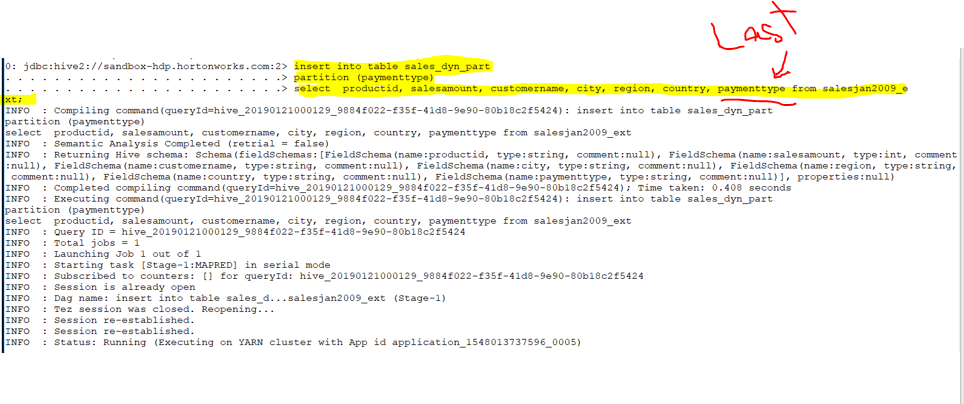 LAST
0: jdbc:hive2://sandbox-hdp.hortonworks.com:2> insert into table sales_dyn_part
. . . . . . . . . . . . . . . . . . . . . . .> partition (paymenttype)
. . . . . . . . . . . . . . . . . . . . . . .> select  productid, salesamount, customername, city, region, country, paymenttype from salesjan2009_e
xt;
INFO  : Compiling command(queryId=hive_20190121000129_9884f022-f35f-41d8-9e90-80b18c2f5424): insert into table sales_dyn_part
partition (paymenttype)
select  productid, salesamount, customername, city, region, country, paymenttype from salesjan2009_ext
INFO  : Semantic Analysis Completed (retrial = false)
INFO  : Returning Hive schema: Schema(fieldSchemas:[FieldSchema(name:productid, type:string, comment:null), FieldSchema(name:salesamount, type:int, comment
:null), FieldSchema(name:customername, type:string, comment:null), FieldSchema(name:city, type:string, comment:null), FieldSchema(name:region, type:string,
 comment:null), FieldSchema(name:country, type:string, comment:null), FieldSchema(name:paymenttype, type:string, comment:null)], properties:null)
INFO  : Completed compiling command(queryId=hive_20190121000129_9884f022-f35f-41d8-9e90-80b18c2f5424); Time taken: 0.408 seconds
INFO  : Executing command(queryId=hive_20190121000129_9884f022-f35f-41d8-9e90-80b18c2f5424): insert into table sales_dyn_part
partition (paymenttype)
select  productid, salesamount, customername, city, region, country, paymenttype from salesjan2009_ext
INFO  : Query ID = hive_20190121000129_9884f022-f35f-41d8-9e90-80b18c2f5424
INFO  : Total jobs = 1
INFO  : Launching Job 1 out of 1
INFO  : Starting task [Stage-1:MAPRED] in serial mode
INFO  : Subscribed to counters: [] for queryId: hive_20190121000129_9884f022-f35f-41d8-9e90-80b18c2f5424
INFO  : Session is already open
INFO  : Dag name: insert into table sales_d...salesjan2009_ext (Stage-1)
INFO  : Tez session was closed. Reopening...
INFO  : Session re-established.
INFO  : Session re-established.
INFO  : Status: Running (Executing on YARN cluster with App id application_1548013737596_0005)